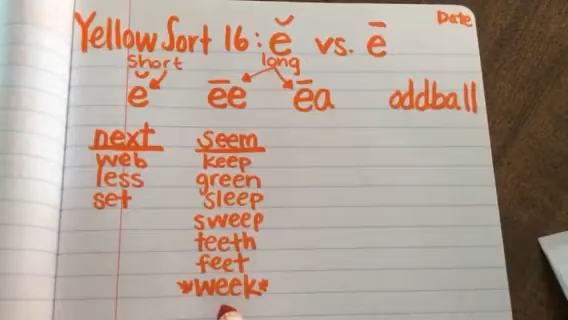 Date
Yellow Sort 16: ĕ vs. ē
short long
ĕ ēe ēa oddball
next seem
web keep
less green
set sleep
sweep
teeth
feet
*week*